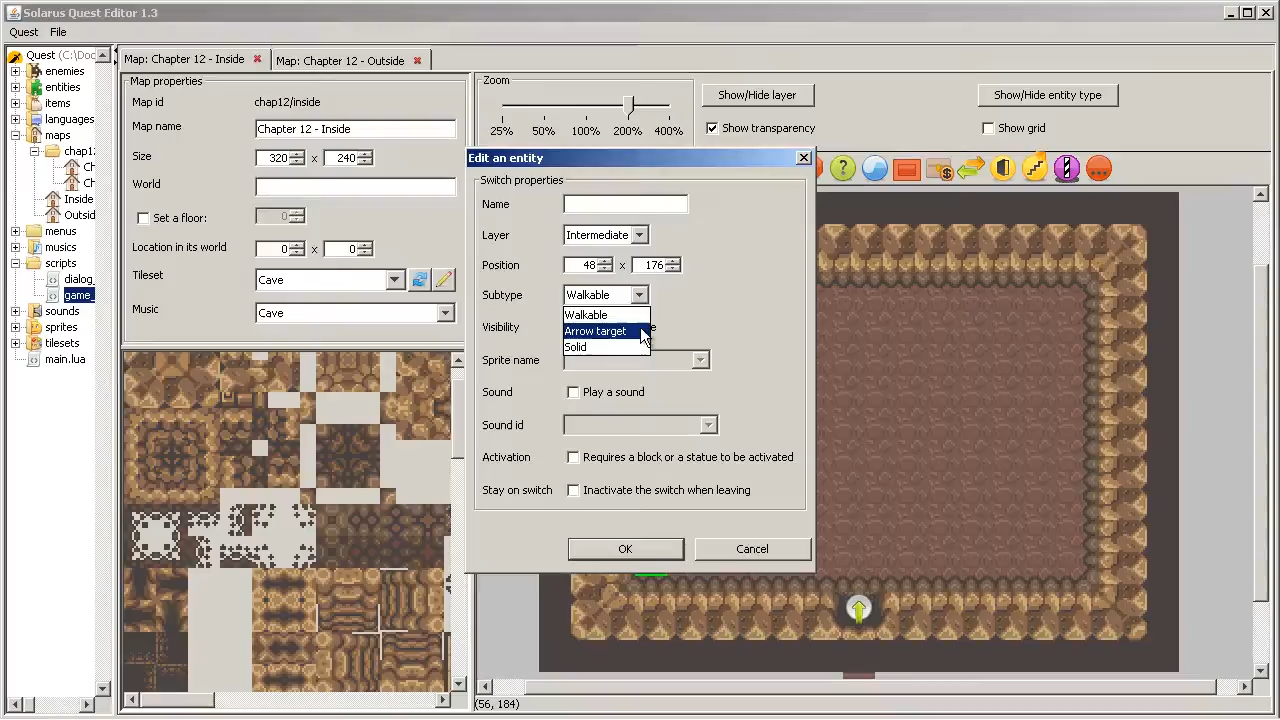 Solarus Quest Editor 1.3
Quest File
Quest (C:\Doc
enemies
entities
items
languages
maps
chap12
Ch
Ch
Inside
Outsid
menus
musics
scripts
dialog_
game_
sounds
sprites
tilesets
main.lua
Map: Chapter 12 - Inside
Map: Chapter 12 - Outside
Map properties
Map id chap12/inside
Map name Chapter 12 - Inside
Size 320 x 240
World
Set a floor: 0
Location in its world 0 x 0
Tileset Cave
Music Cave
Zoom
25% 50% 100% 200% 400%
Show/Hide layer
Show/Hide entity type
Show transparency
Show grid
Edit an entity
Switch properties
Name
Layer Intermediate
Position 48 x 176
Subtype Walkable
Walkable
Arrow target
Solid
Visibility
Sprite name
Sound Play a sound
Sound id
Activation Requires a block or a statue to be activated
Stay on switch Inactivate the switch when leaving
OK Cancel
(56, 184)